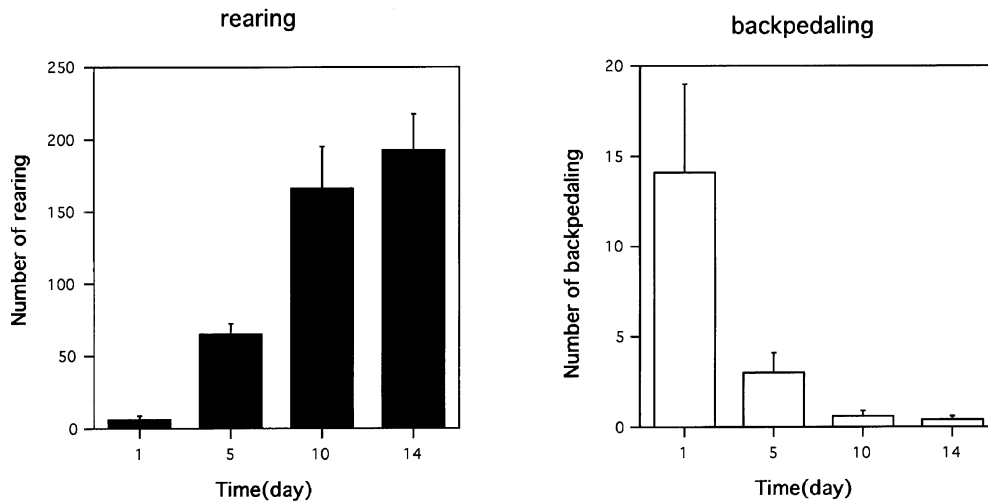 rearing
Number of rearing
250
200
150
100
50
0
1 5 10 14
Time(day)
backpedaling
Number of backpedaling
20
15
10
5
0
1 5 10 14
Time(day)